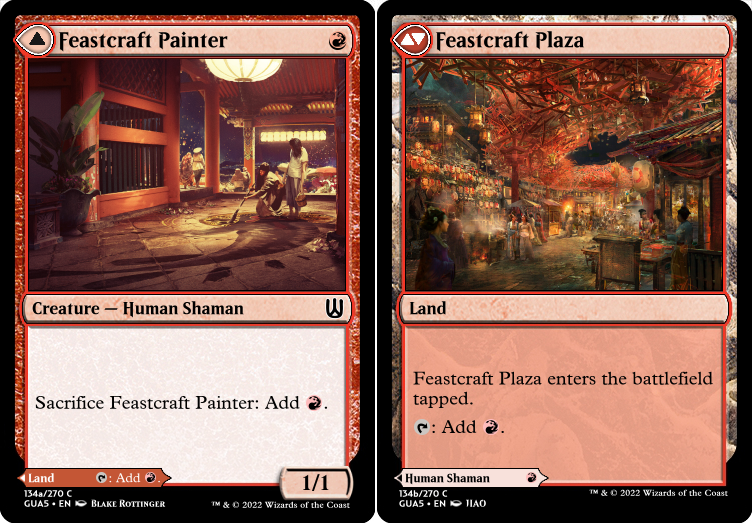 Feastcraft Painter
Creature — Human Shaman
Sacrifice Feastcraft Painter: Add .
Land : Add .
1/1
134a/270 C
GUA5 • EN Blake Rottinger
™ & © 2022 Wizards of the Coast
Feastcraft Plaza
Land
Feastcraft Plaza enters the battlefield
tapped.
: Add .
Human Shaman
134b/270 C
GUA5 • EN JIAO
™ & © 2022 Wizards of the Coast